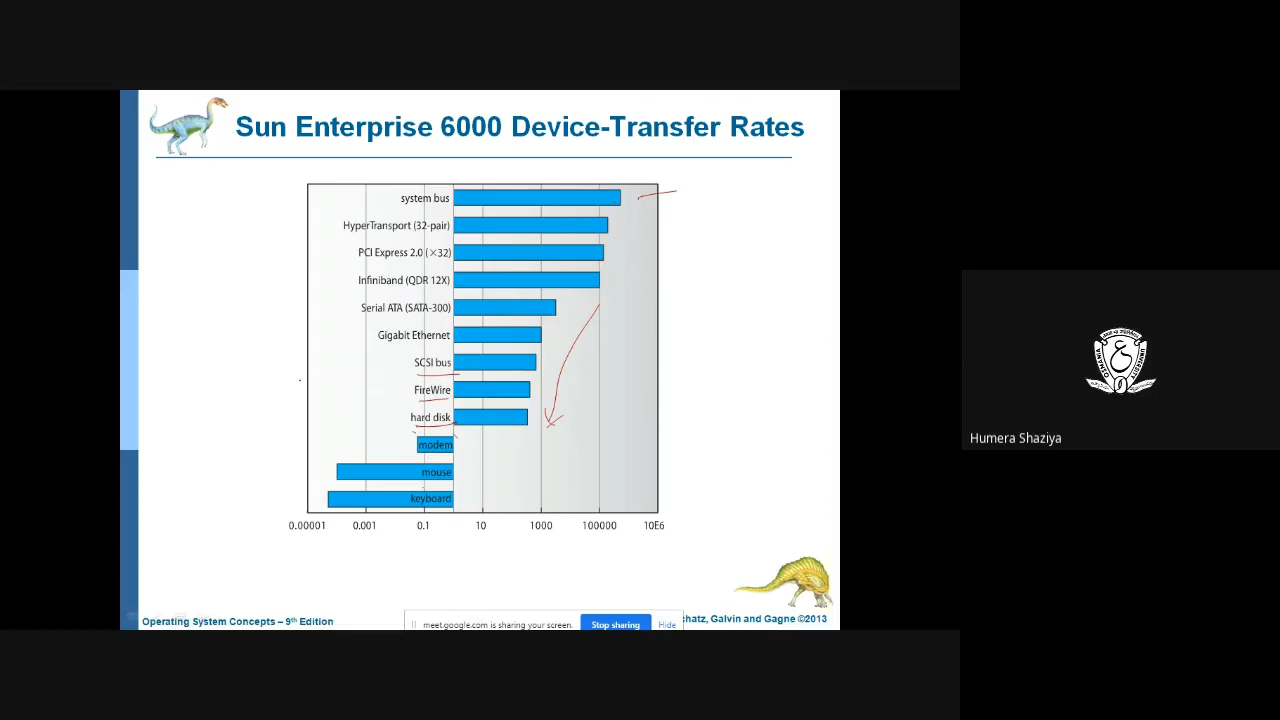 Sun Enterprise 6000 Device-Transfer Rates
system bus
HyperTransport (32-pair)
PCI Express 2.0 (×32)
Infiniband (QDR 12X)
Serial ATA (SATA-300)
Gigabit Ethernet
SCSI bus
FireWire
hard disk
modem
mouse
keyboard
0.00001 0.001 0.1 10 1000 100000 10E6
Operating System Concepts – 9th Edition
meet.google.com is sharing your screen. Stop sharing Hide
chatz, Galvin and Gagne ©2013
Humera Shaziya